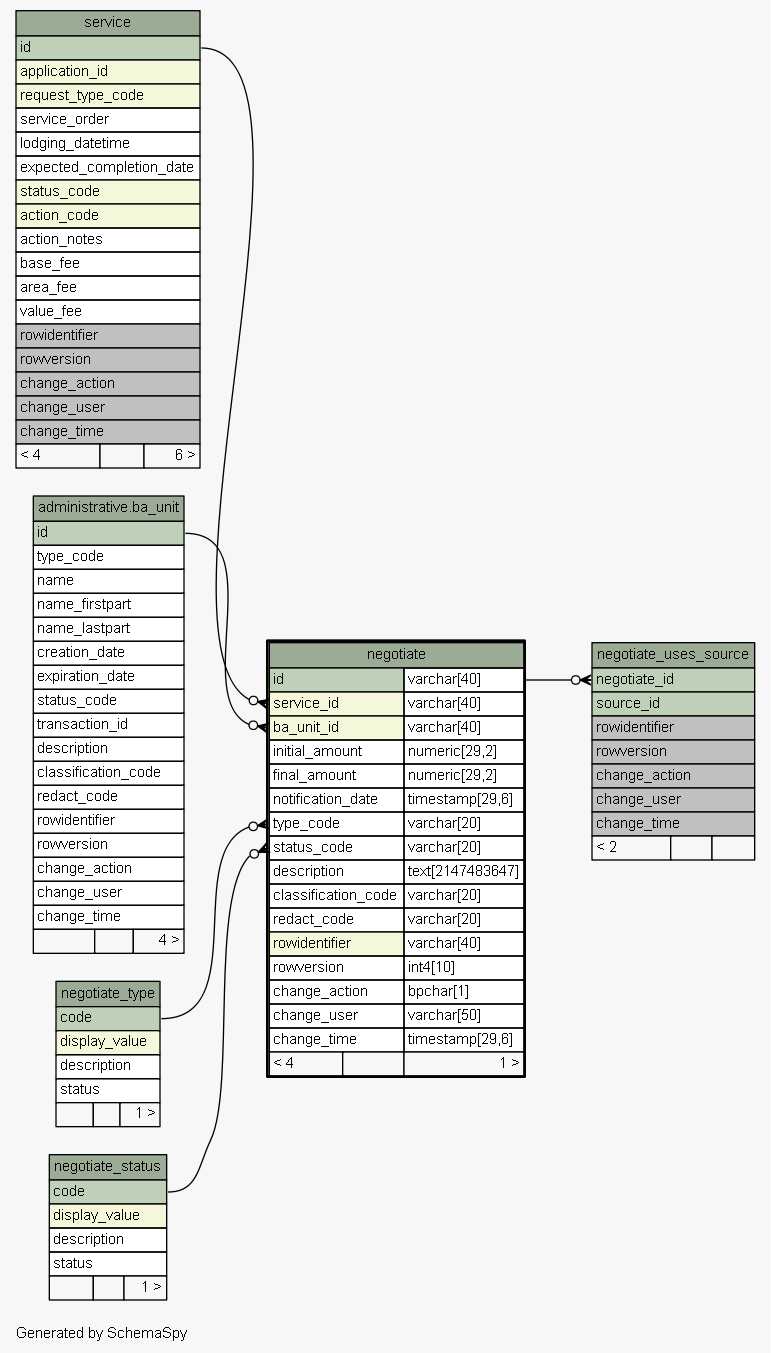 service
id
application_id
request_type_code
service_order
lodging_datetime
expected_completion_date
status_code
action_code
action_notes
base_fee
area_fee
value_fee
rowidentifier
rowversion
change_action
change_user
change_time
< 4 6 >
administrative.ba_unit
id
type_code
name
name_firstpart
name_lastpart
creation_date
expiration_date
status_code
transaction_id
description
classification_code
redact_code
rowidentifier
rowversion
change_action
change_user
change_time
4 >
negotiate_type
code
display_value
description
status
1 >
negotiate_status
code
display_value
description
status
1 >
negotiate
id varchar[40]
service_id varchar[40]
ba_unit_id varchar[40]
initial_amount numeric[29,2]
final_amount numeric[29,2]
notification_date timestamp[29,6]
type_code varchar[20]
status_code varchar[20]
description text[2147483647]
classification_code varchar[20]
redact_code varchar[20]
rowidentifier varchar[40]
rowversion int4[10]
change_action bpchar[1]
change_user varchar[50]
change_time timestamp[29,6]
< 4 1 >
negotiate_uses_source
negotiate_id
source_id
rowidentifier
rowversion
change_action
change_user
change_time
< 2
Generated by SchemaSpy